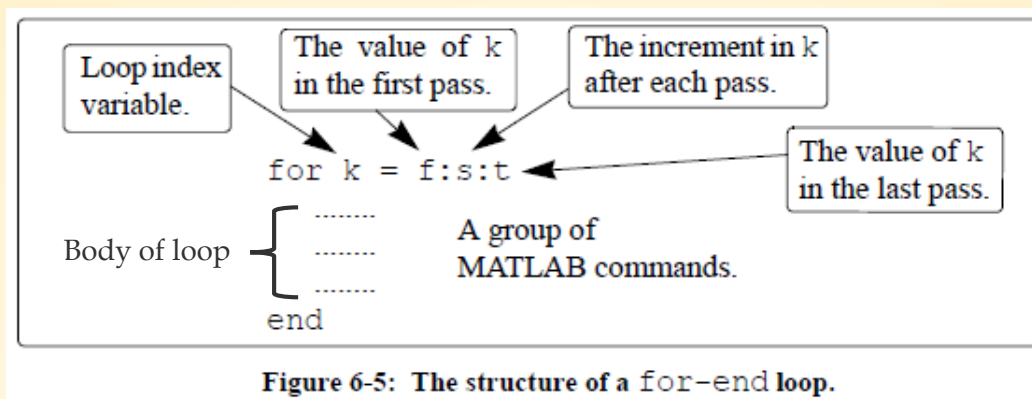 Loop index
variable.
The value of k
in the first pass.
The increment in k
after each pass.
for k = f:s:t
The value of k
in the last pass.
Body of loop
........
........
........
A group of
MATLAB commands.
end
Figure 6-5: The structure of a for-end loop.